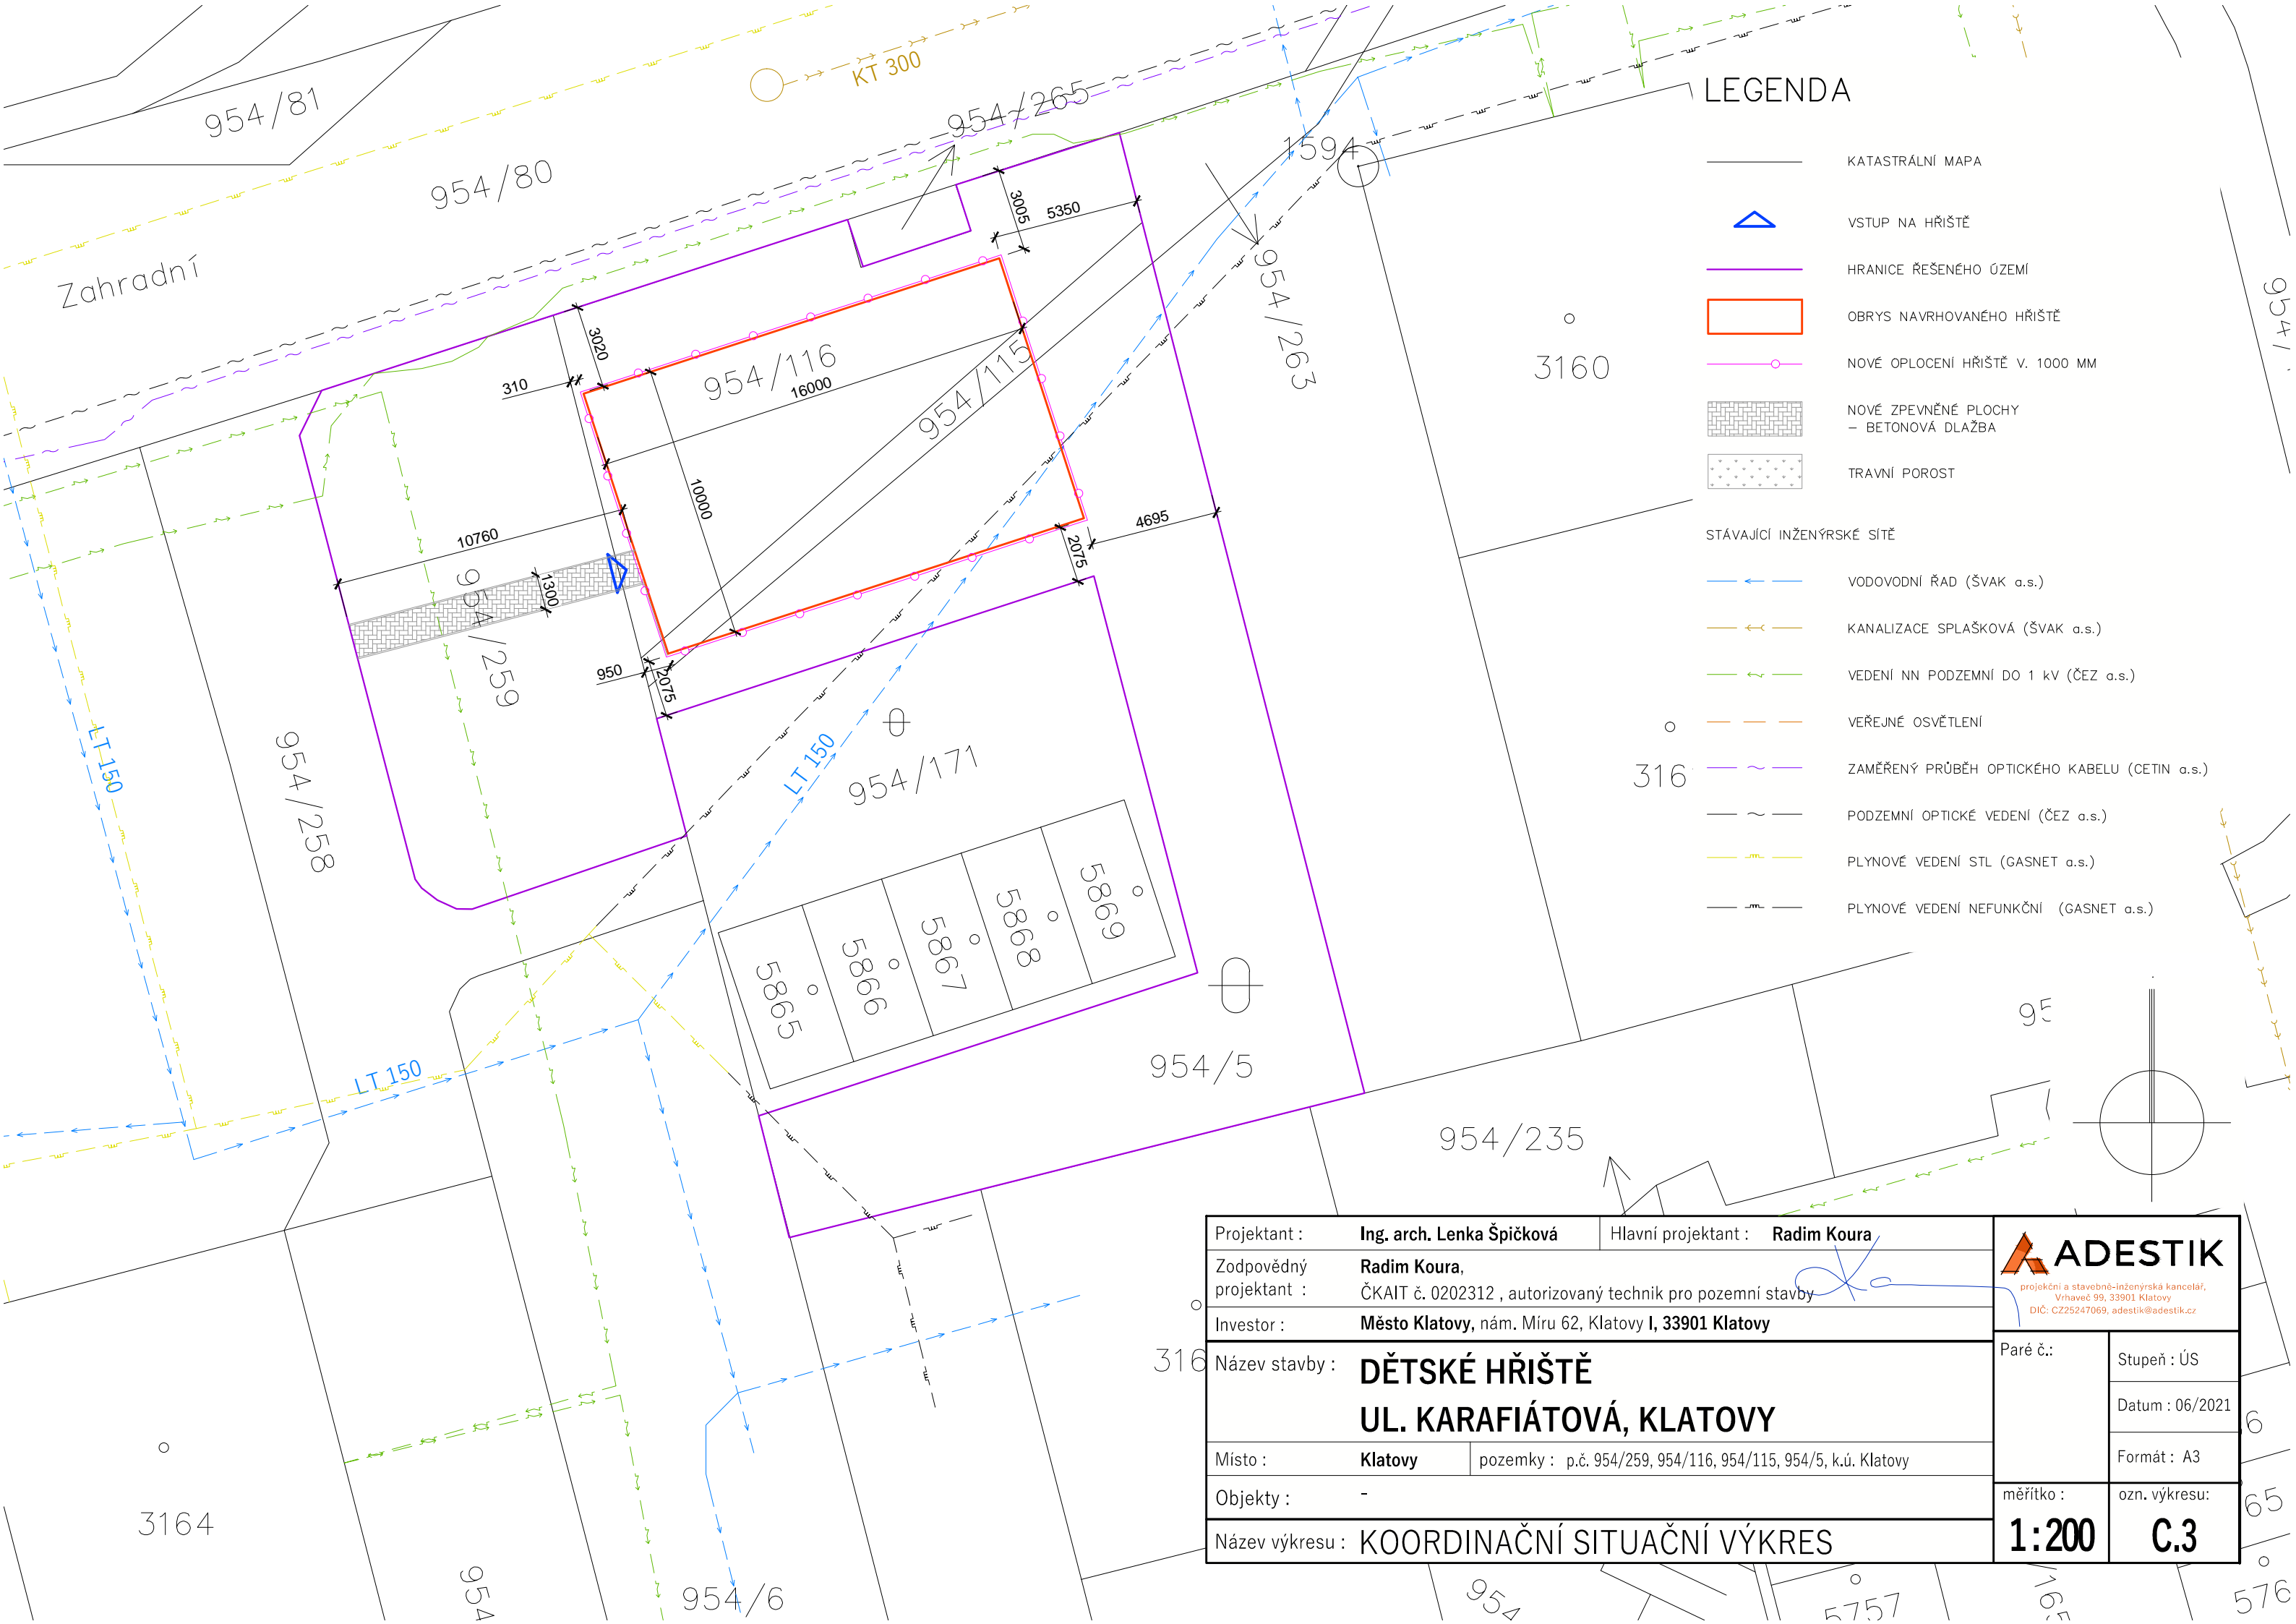 954/81
954/80
Zahradní
KT 300
954/265
1594
3005
5350
954/263
3020
310
954/116
16000
954/115
10000
10760
1300
954/259
950
2075
2075
4695
954/258
LT 150
LT 150
LT 150
954/171
5865
5866
5867
5868
5869
954/5
954/235
3160
316
316
3164
954
954/6
954
5757
/165
576
65
6
95
954/
LEGENDA
KATASTRÁLNÍ MAPA
VSTUP NA HŘIŠTĚ
HRANICE ŘEŠENÉHO ÚZEMÍ
OBRYS NAVRHOVANÉHO HŘIŠTĚ
NOVÉ OPLOCENÍ HŘIŠTĚ V. 1000 MM
NOVÉ ZPEVNĚNÉ PLOCHY
– BETONOVÁ DLAŽBA
TRAVNÍ POROST
STÁVAJÍCÍ INŽENÝRSKÉ SÍTĚ
VODOVODNÍ ŘAD (ŠVAK a.s.)
KANALIZACE SPLAŠKOVÁ (ŠVAK a.s.)
VEDENÍ NN PODZEMNÍ DO 1 kV (ČEZ a.s.)
VEŘEJNÉ OSVĚTLENÍ
ZAMĚŘENÝ PRŮBĚH OPTICKÉHO KABELU (CETIN a.s.)
PODZEMNÍ OPTICKÉ VEDENÍ (ČEZ a.s.)
PLYNOVÉ VEDENÍ STL (GASNET a.s.)
PLYNOVÉ VEDENÍ NEFUNKČNÍ (GASNET a.s.)
Projektant : Ing. arch. Lenka Špičková Hlavní projektant : Radim Koura
Zodpovědný projektant : Radim Koura,
ČKAIT č. 0202312 , autorizovaný technik pro pozemní stavby
Investor : Město Klatovy, nám. Míru 62, Klatovy I, 33901 Klatovy
Název stavby : DĚTSKÉ HŘIŠTĚ
UL. KARAFIÁTOVÁ, KLATOVY
Místo : Klatovy pozemky : p.č. 954/259, 954/116, 954/115, 954/5, k.ú. Klatovy
Objekty : -
Název výkresu : KOORDINAČNÍ SITUAČNÍ VÝKRES
ADESTIK
projekční a stavebně-inženýrská kancelář,
Vrhaveč 99, 33901 Klatovy
DIČ: CZ25247069, adestik@adestik.cz
Paré č.:
Stupeň : ÚS
Datum : 06/2021
Formát : A3
měřítko :
1:200
ozn. výkresu:
C.3